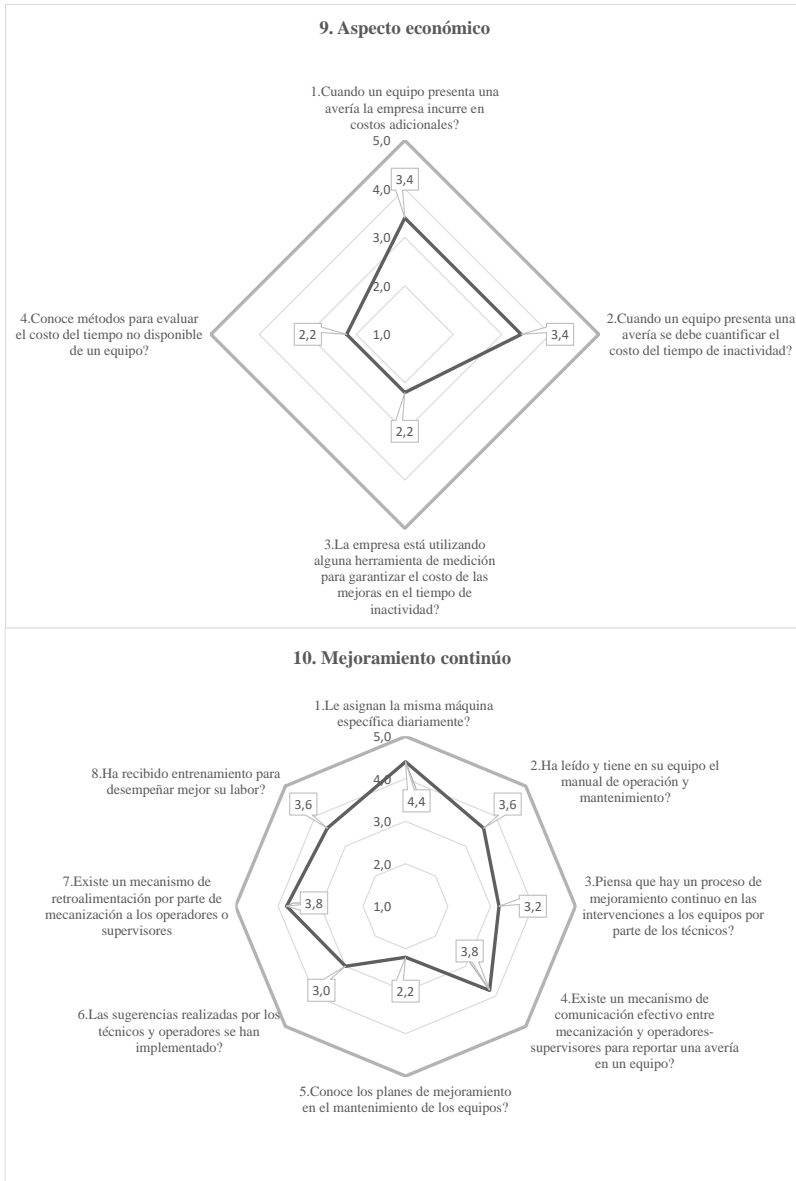 9. Aspecto económico
1.Cuando un equipo presenta una
avería la empresa incurre en
costos adicionales?
5,0
3,4
4,0
3,0
2,0
4.Conoce métodos para evaluar
el costo del tiempo no disponible
de un equipo?
2,2
1,0
3,4
2.Cuando un equipo presenta una
avería se debe cuantificar el
costo del tiempo de inactividad?
2,2
3.La empresa está utilizando
alguna herramienta de medición
para garantizar el costo de las
mejoras en el tiempo de
inactividad?
10. Mejoramiento continúo
1.Le asignan la misma máquina
específica diariamente?
5,0
8.Ha recibido entrenamiento para
desempeñar mejor su labor?
2.Ha leído y tiene en su equipo el
manual de operación y
mantenimiento?
4,0
3,6
4,4
3,6
3,0
2,0
7.Existe un mecanismo de
retroalimentación por parte de
mecanización a los operadores o
supervisores
3,8
1,0
3,2
3.Piensa que hay un proceso de
mejoramiento continuo en las
intervenciones a los equipos por
parte de los técnicos?
3,8
3,0
2,2
6.Las sugerencias realizadas por los
técnicos y operadores se han
implementado?
4.Existe un mecanismo de
comunicación efectivo entre
mecanización y operadores-
supervisores para reportar una avería
en un equipo?
5.Conoce los planes de mejoramiento
en el mantenimiento de los equipos?